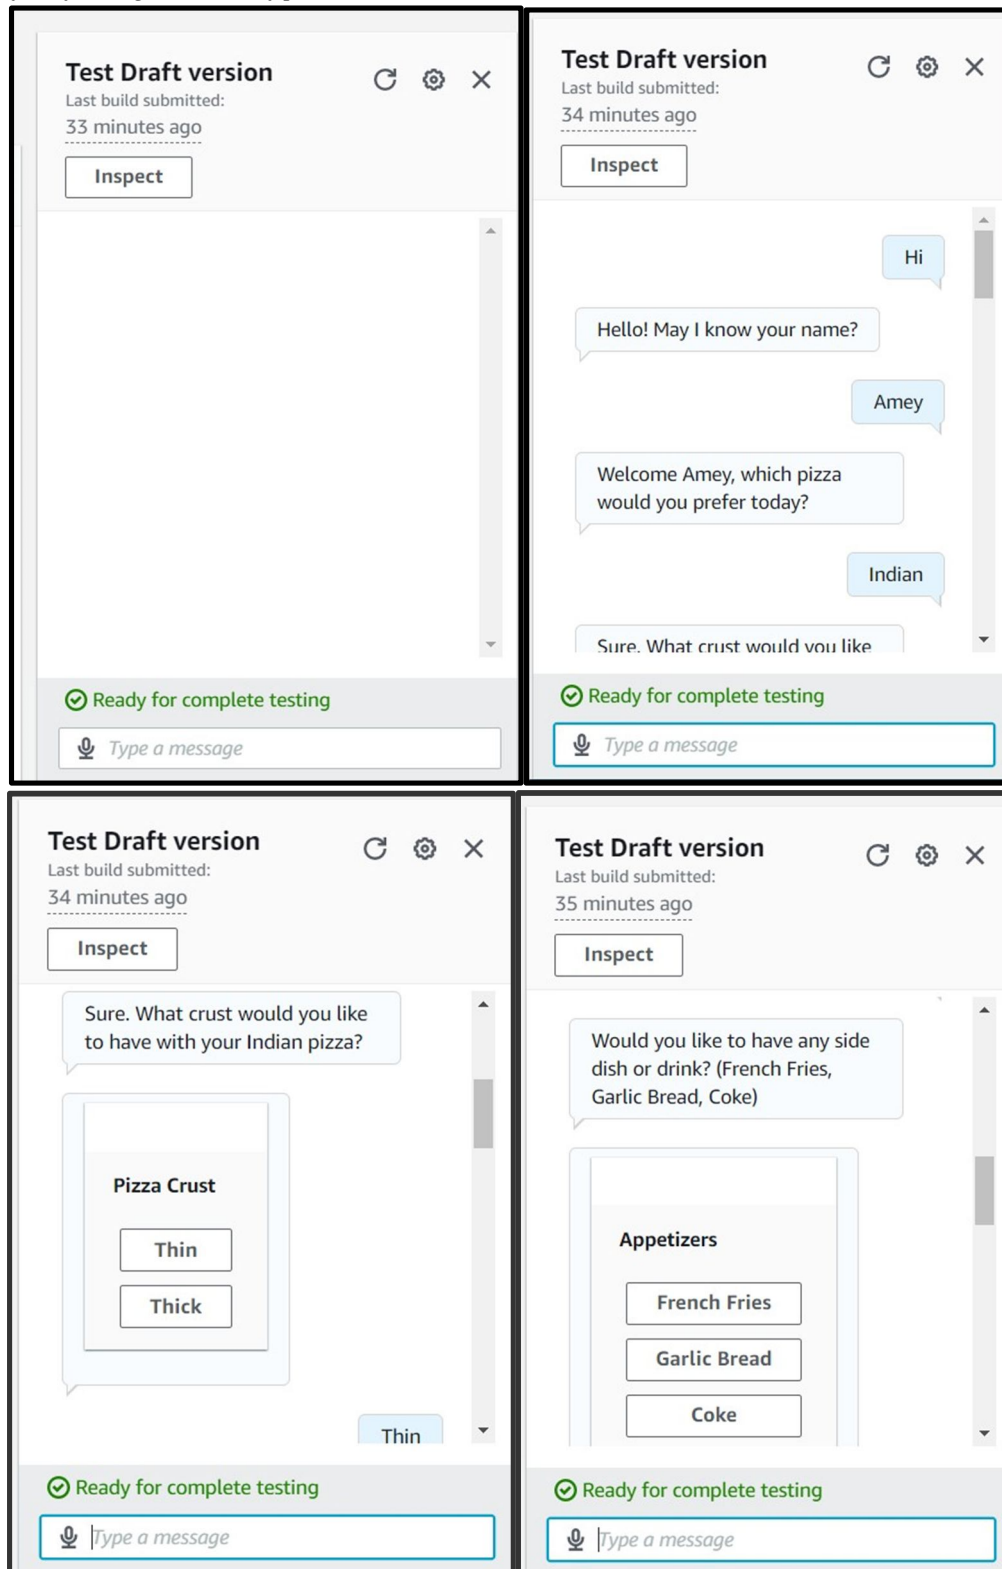 Test Draft version
Last build submitted:
33 minutes ago
Inspect
Ready for complete testing
Type a message
Test Draft version
Last build submitted:
34 minutes ago
Inspect
Hi
Hello! May I know your name?
Amey
Welcome Amey, which pizza
would you prefer today?
Indian
Sure. What crust would you like
Ready for complete testing
Type a message
Test Draft version
Last build submitted:
34 minutes ago
Inspect
Sure. What crust would you like
to have with your Indian pizza?
Pizza Crust
Thin
Thick
Thin
Ready for complete testing
Type a message
Test Draft version
Last build submitted:
35 minutes ago
Inspect
Would you like to have any side
dish or drink? (French Fries,
Garlic Bread, Coke)
Appetizers
French Fries
Garlic Bread
Coke
Ready for complete testing
Type a message